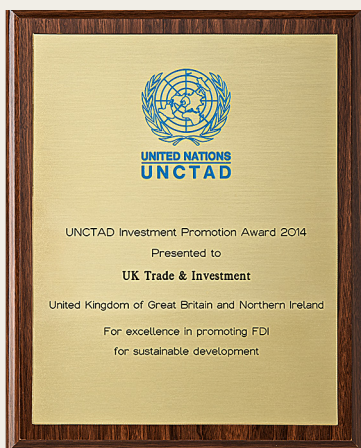 UNITED NATIONS
UNCTAD
UNCTAD Investment Promotion Award 2014
Presented to
UK Trade & Investment
United Kingdom of Great Britain and Northern Ireland
For excellence in promoting FDI
for sustainable development